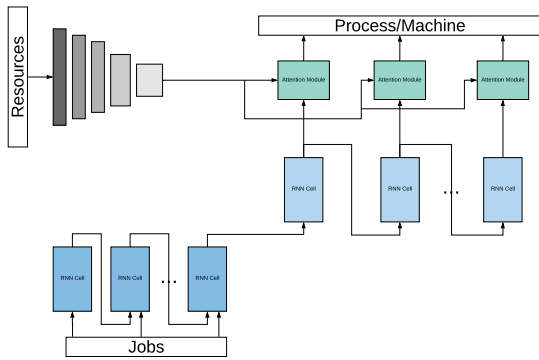 Process/Machine
Resources
Attention Module
Attention Module
Attention Module
RNN Cell
RNN Cell
...
RNN Cell
RNN Cell
RNN Cell
...
RNN Cell
Jobs